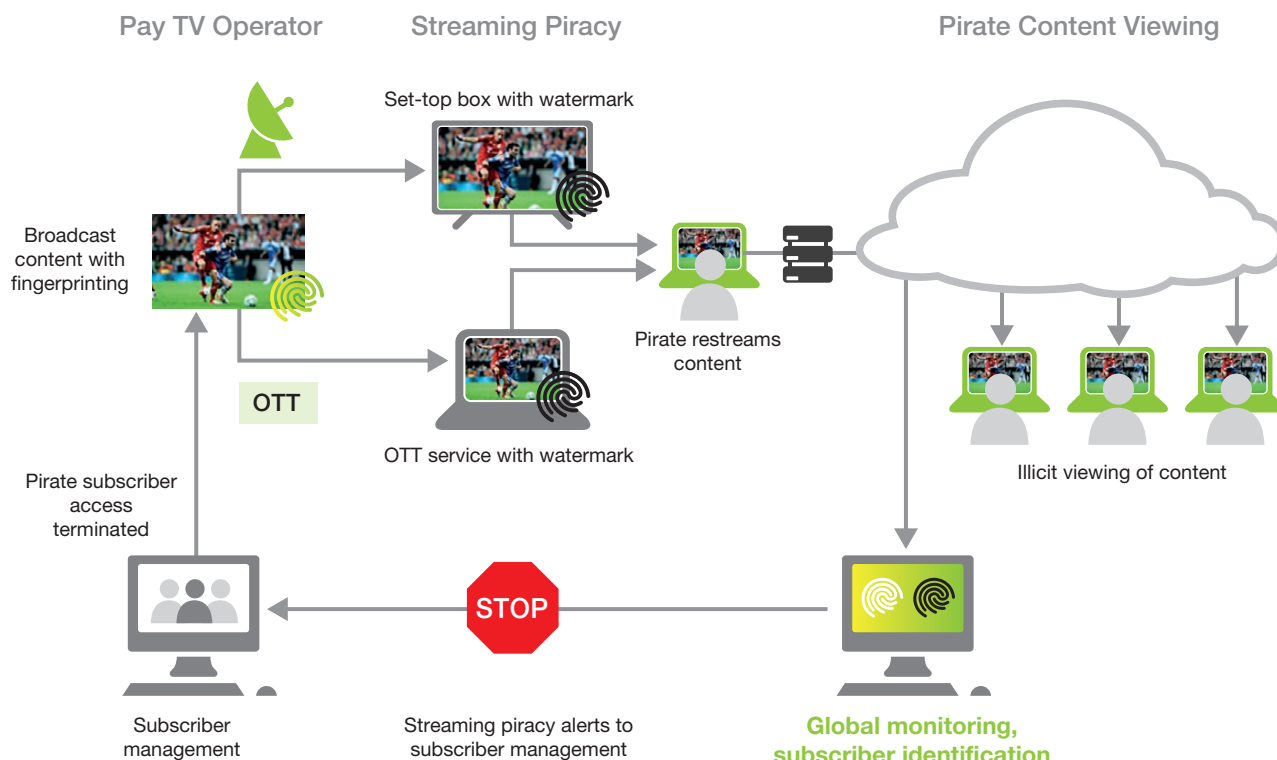 Pay TV Operator
Streaming Piracy
Pirate Content Viewing
Set-top box with watermark
Broadcast
content with
fingerprinting
Pirate restreams
content
OTT
OTT service with watermark
Illicit viewing of content
Pirate subscriber
access
terminated
STOP
Subscriber
management
Streaming piracy alerts to
subscriber management
Global monitoring,
subscriber identification